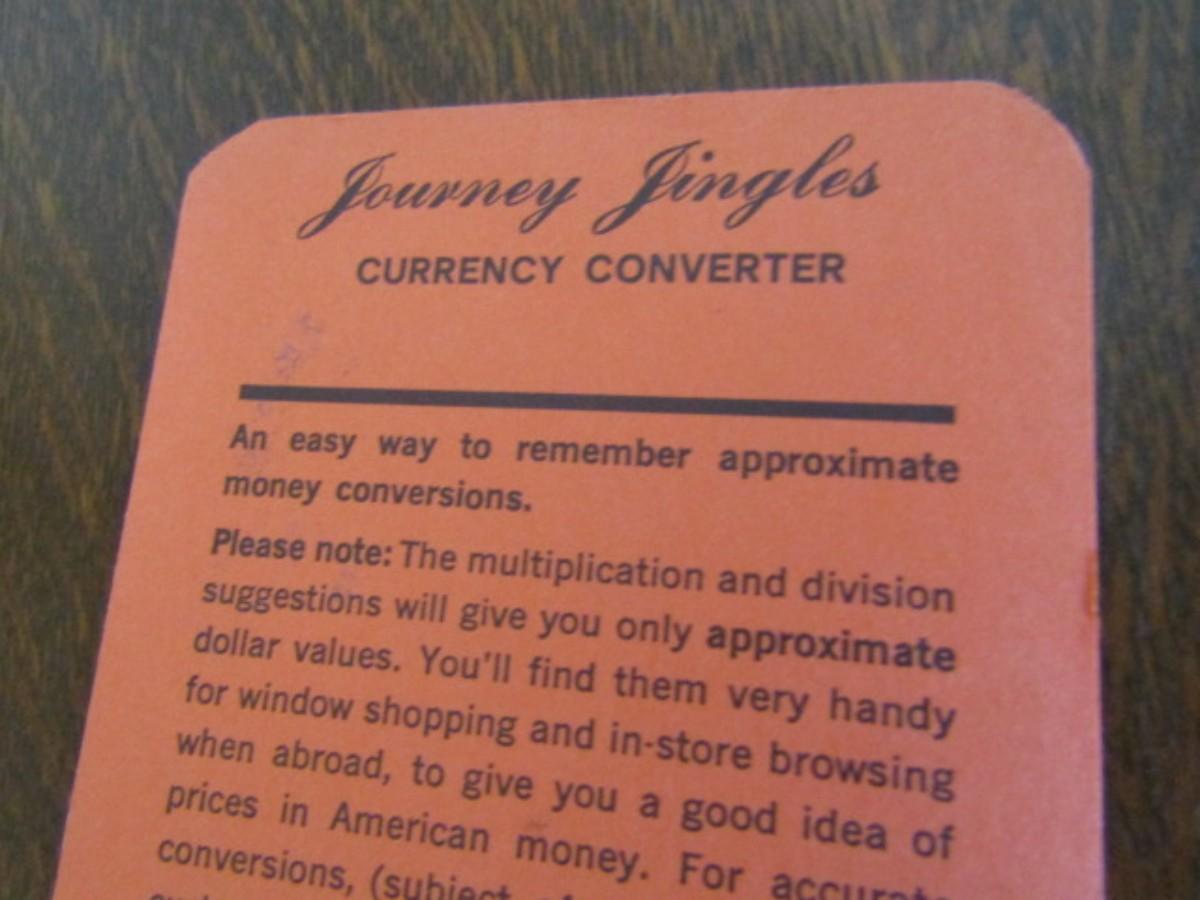 Journey Jingles
CURRENCY CONVERTER
An easy way to remember approximate
money conversions.
Please note: The multiplication and division
suggestions will give you only approximate
dollar values. You'll find them very handy
for window shopping and in-store browsing
when abroad, to give you a good idea of
prices in American money. For accurate
conversions, (subject